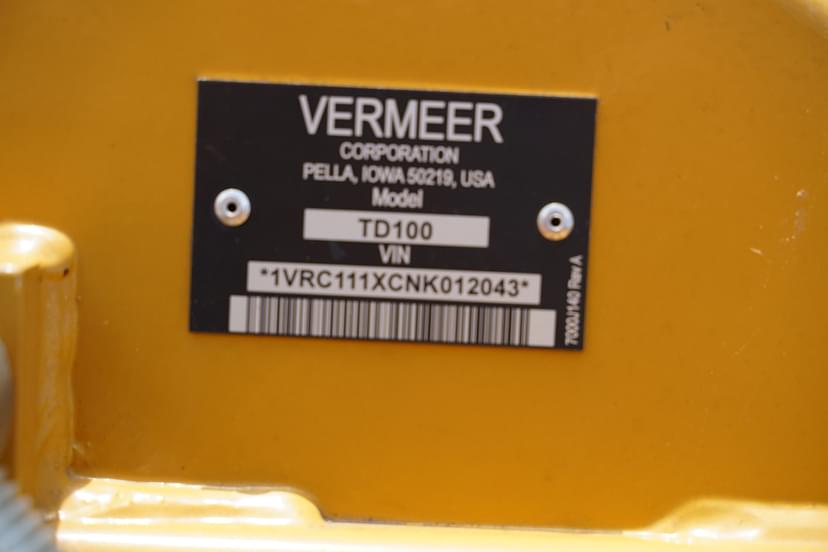 VERMEER
CORPORATION
PELLA, IOWA 50219, USA
Model
TD100
VIN
*1VRC111XCNK012043*
7000J140 Rev A